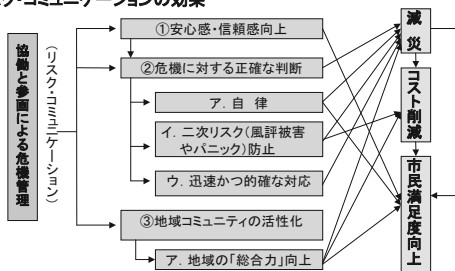 スク・コミュニケーションの効果
協働と参画による危機管理
（リスク・コミュニケーション）
①安心感・信頼感向上
②危機に対する正確な判断
ア．自 律
イ．二次リスク（風評被害
やパニック）防止
ウ．迅速かつ的確な対応
③地域コミュニティの活性化
ア．地域の「総合力」向上
減 災
コスト削減
市民満足度向上